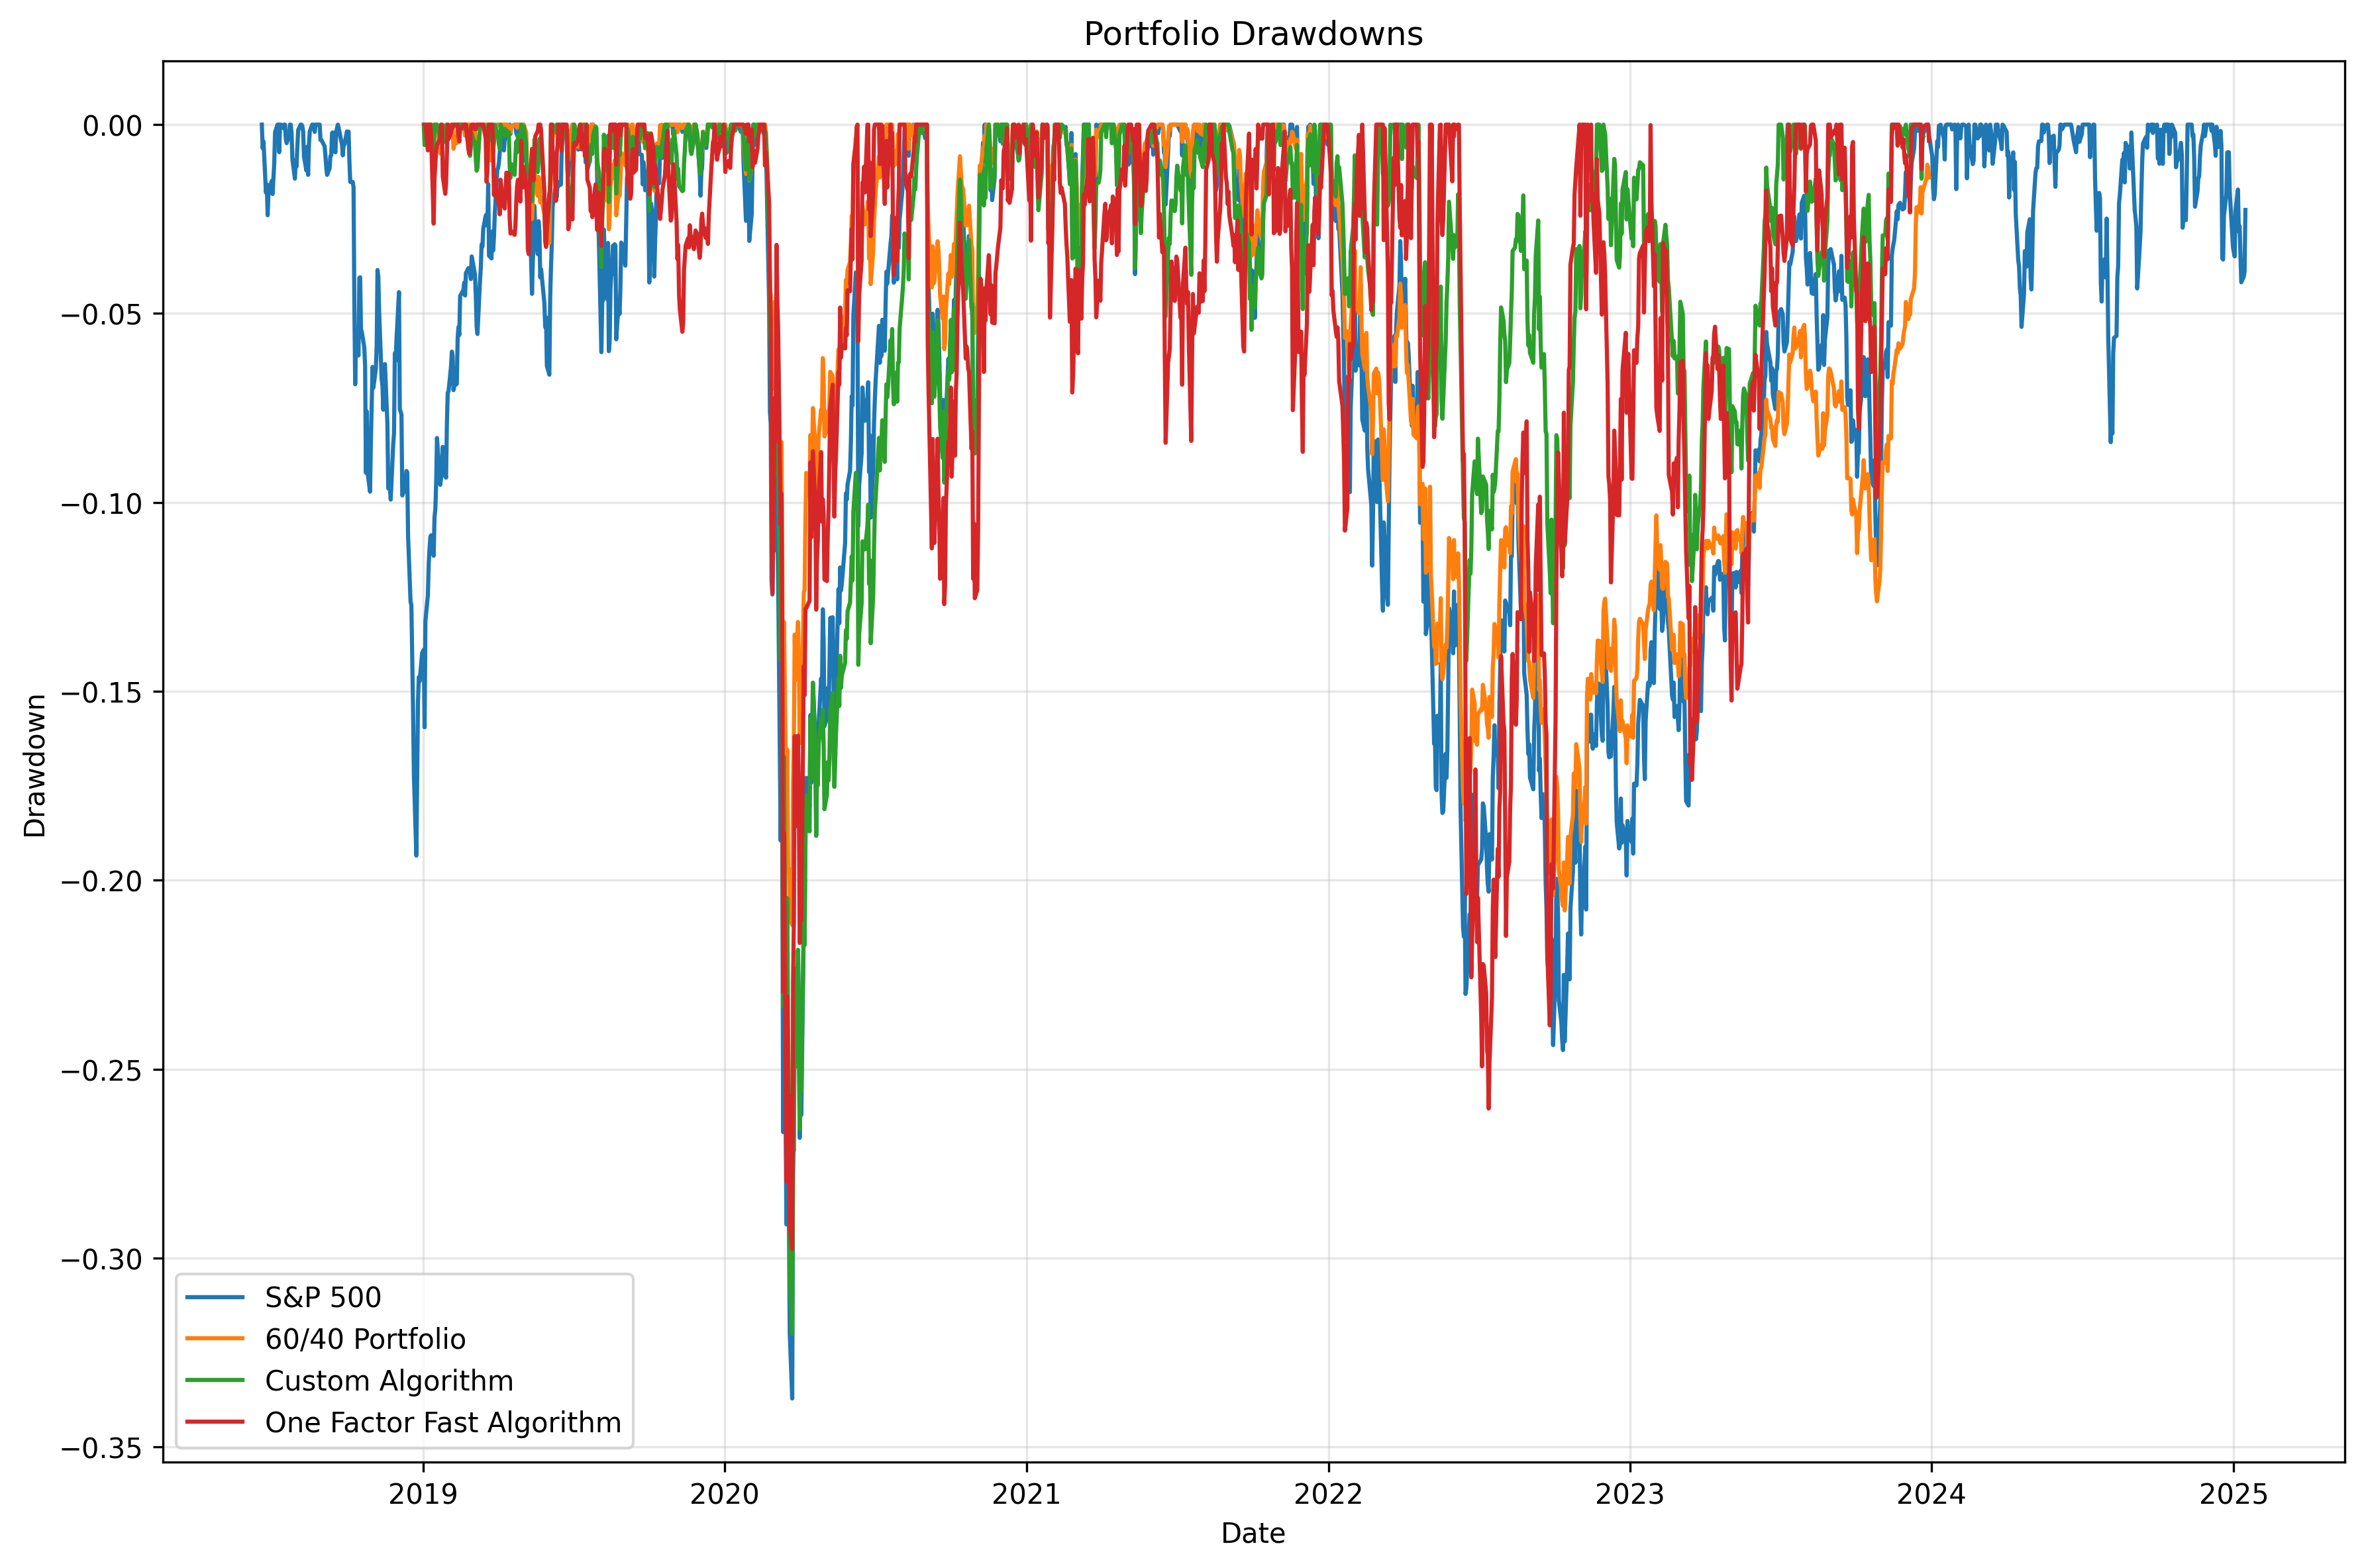 Portfolio Drawdowns
0.00
−0.05
−0.10
−0.15
−0.20
−0.25
−0.30
−0.35
Drawdown
S&P 500
60/40 Portfolio
Custom Algorithm
One Factor Fast Algorithm
2019 2020 2021 2022 2023 2024 2025
Date